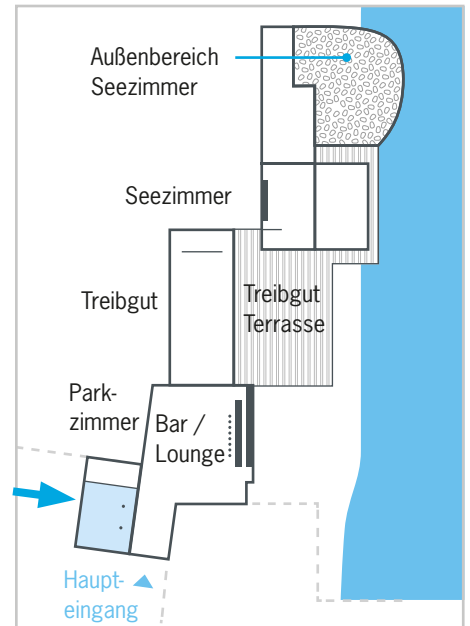 Außenbereich
Seezimmer
Seezimmer
Treibgut
Treibgut
Terrasse
Park-
zimmer
Bar /
Lounge
Haupt-
eingang